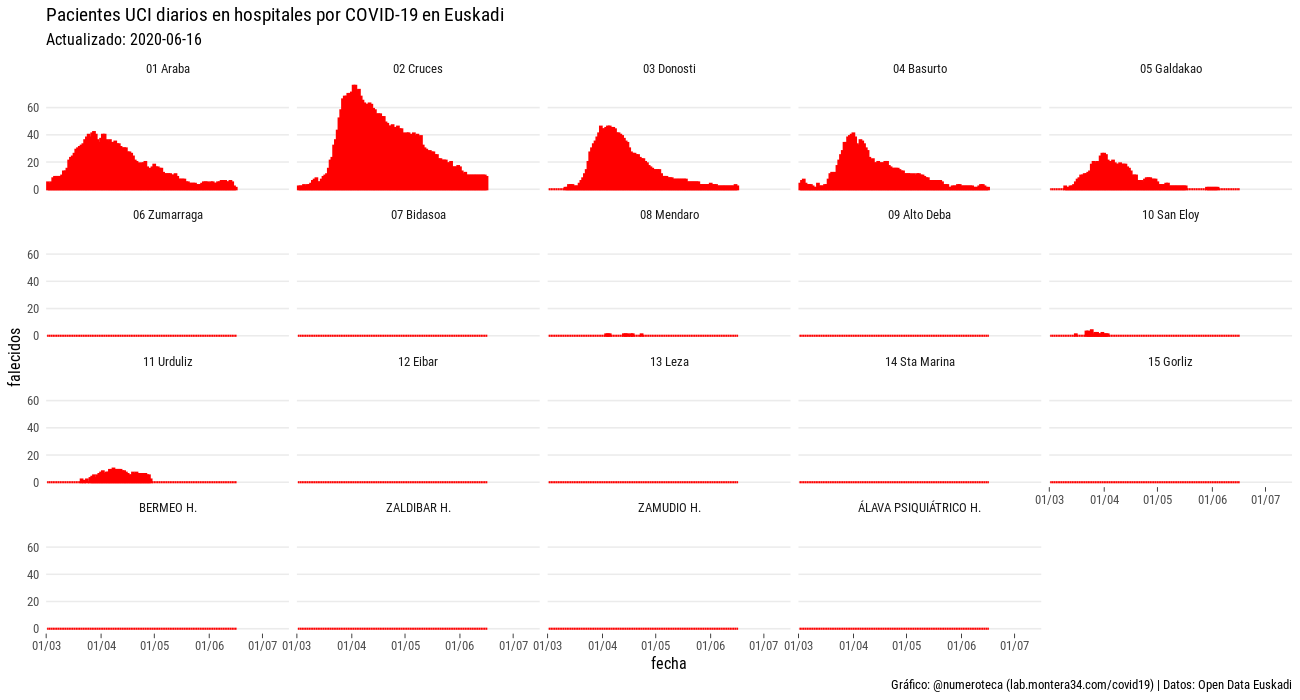 Pacientes UCI diarios en hospitales por COVID-19 en Euskadi
Actualizado: 2020-06-16
01 Araba 02 Cruces 03 Donosti 04 Basurto 05 Galdakao
60
40
20
0
06 Zumarraga 07 Bidasoa 08 Mendaro 09 Alto Deba 10 San Eloy
60
40
20
0
falecidos
11 Urduliz 12 Eibar 13 Leza 14 Sta Marina 15 Gorliz
60
40
20
0
01/03 01/04 01/05 01/06 01/07
BERMEO H. ZALDIBAR H. ZAMUDIO H. ÁLAVA PSIQUIÁTRICO H.
60
40
20
0
01/03 01/04 01/05 01/06 01/07 01/03 01/04 01/05 01/06 01/07 01/03 01/04 01/05 01/06 01/07 01/03 01/04 01/05 01/06 01/07
fecha
Gráfico: @numeroteca (lab.montera34.com/covid19) | Datos: Open Data Euskadi